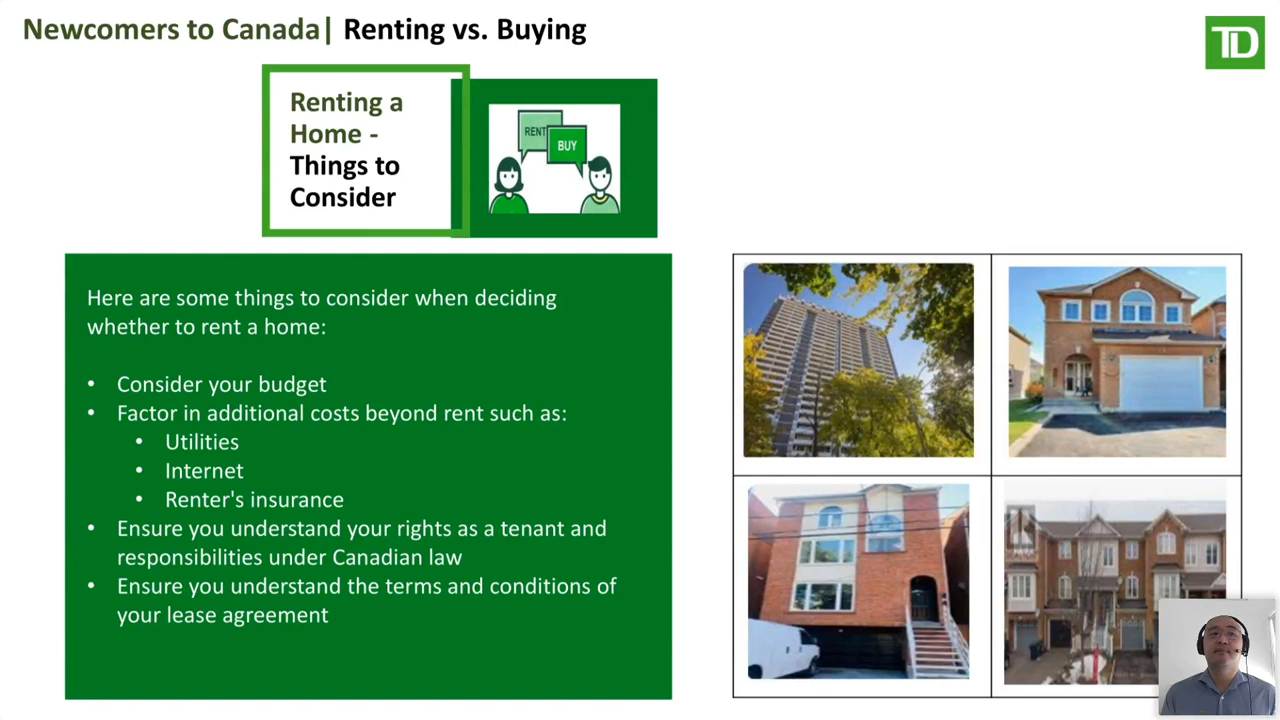 Newcomers to Canada| Renting vs. Buying
TD
Renting a
Home -
Things to
Consider
RENT
BUY
Here are some things to consider when deciding
whether to rent a home:
• Consider your budget
• Factor in additional costs beyond rent such as:
• Utilities
• Internet
• Renter's insurance
• Ensure you understand your rights as a tenant and
responsibilities under Canadian law
• Ensure you understand the terms and conditions of
your lease agreement